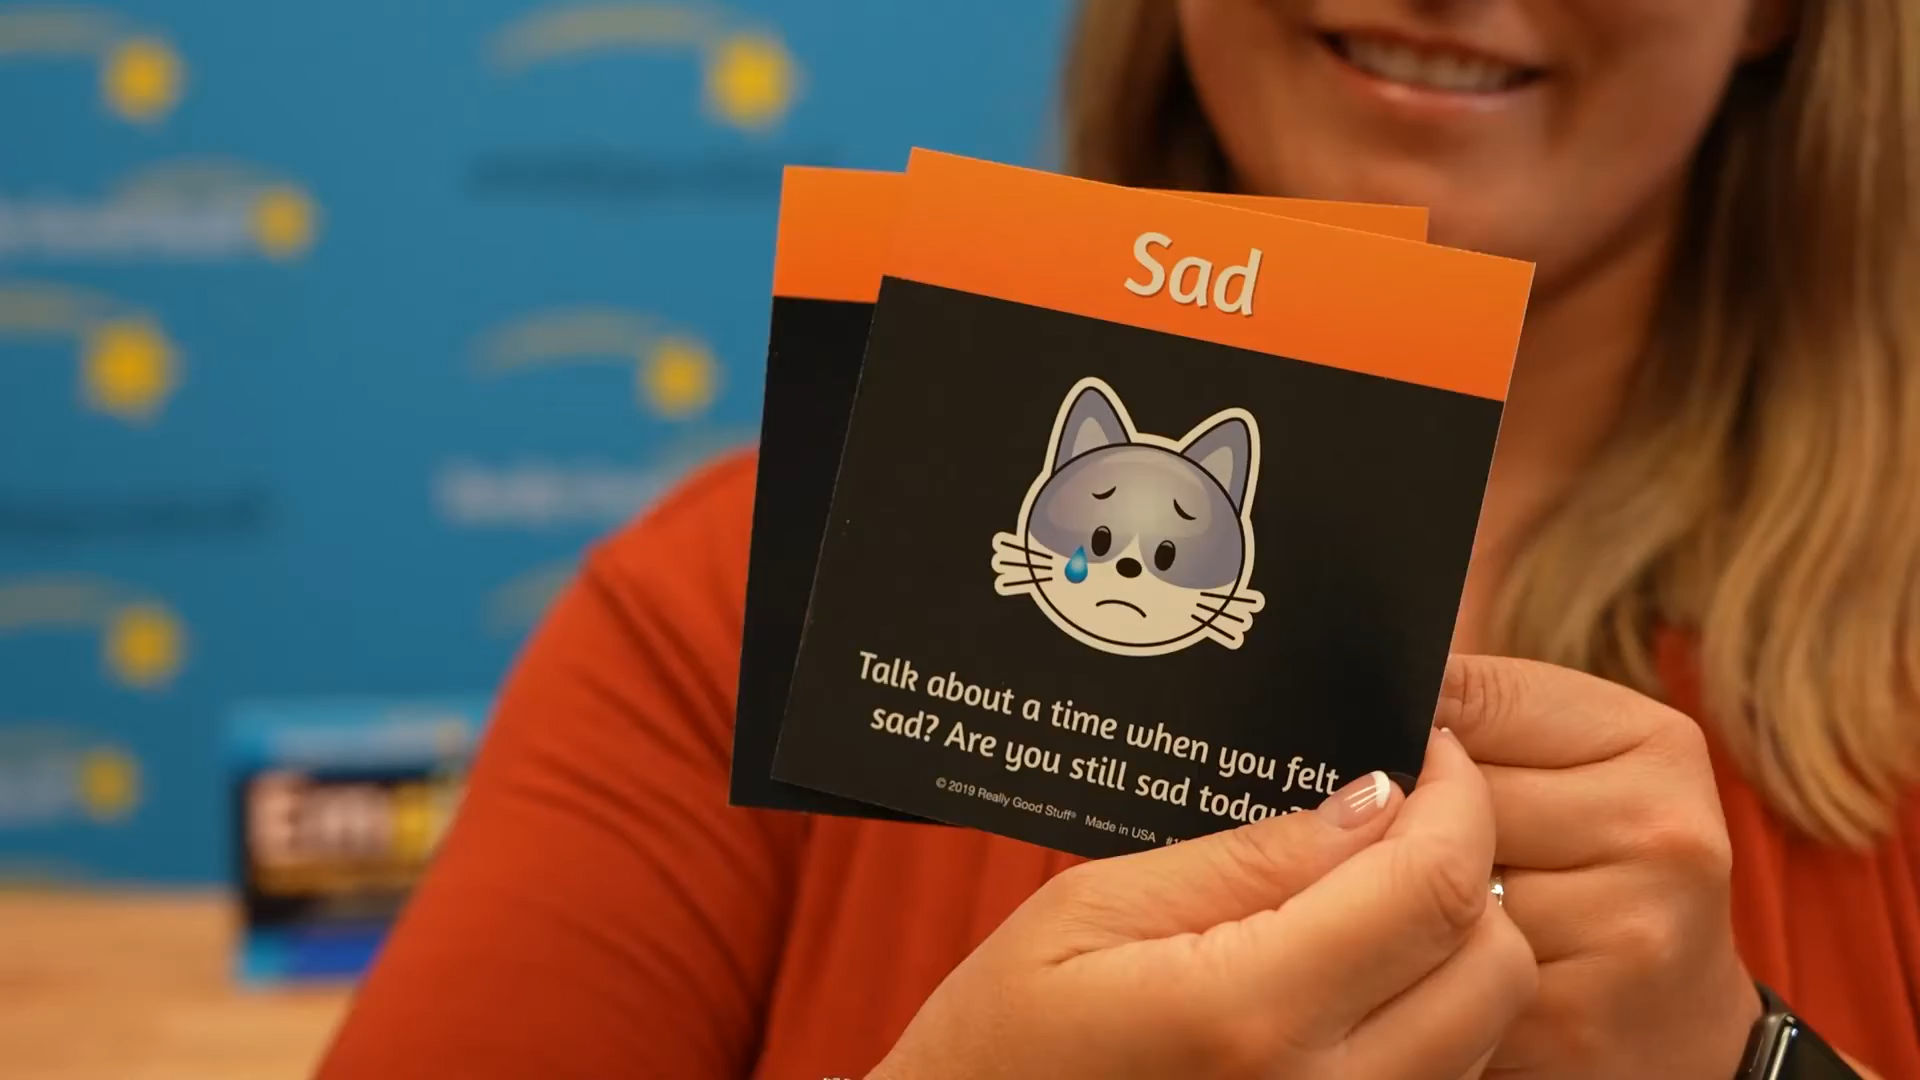 Sad
Talk about a time when you felt
sad? Are you still sad today?
© 2019 Really Good Stuff® Made in USA